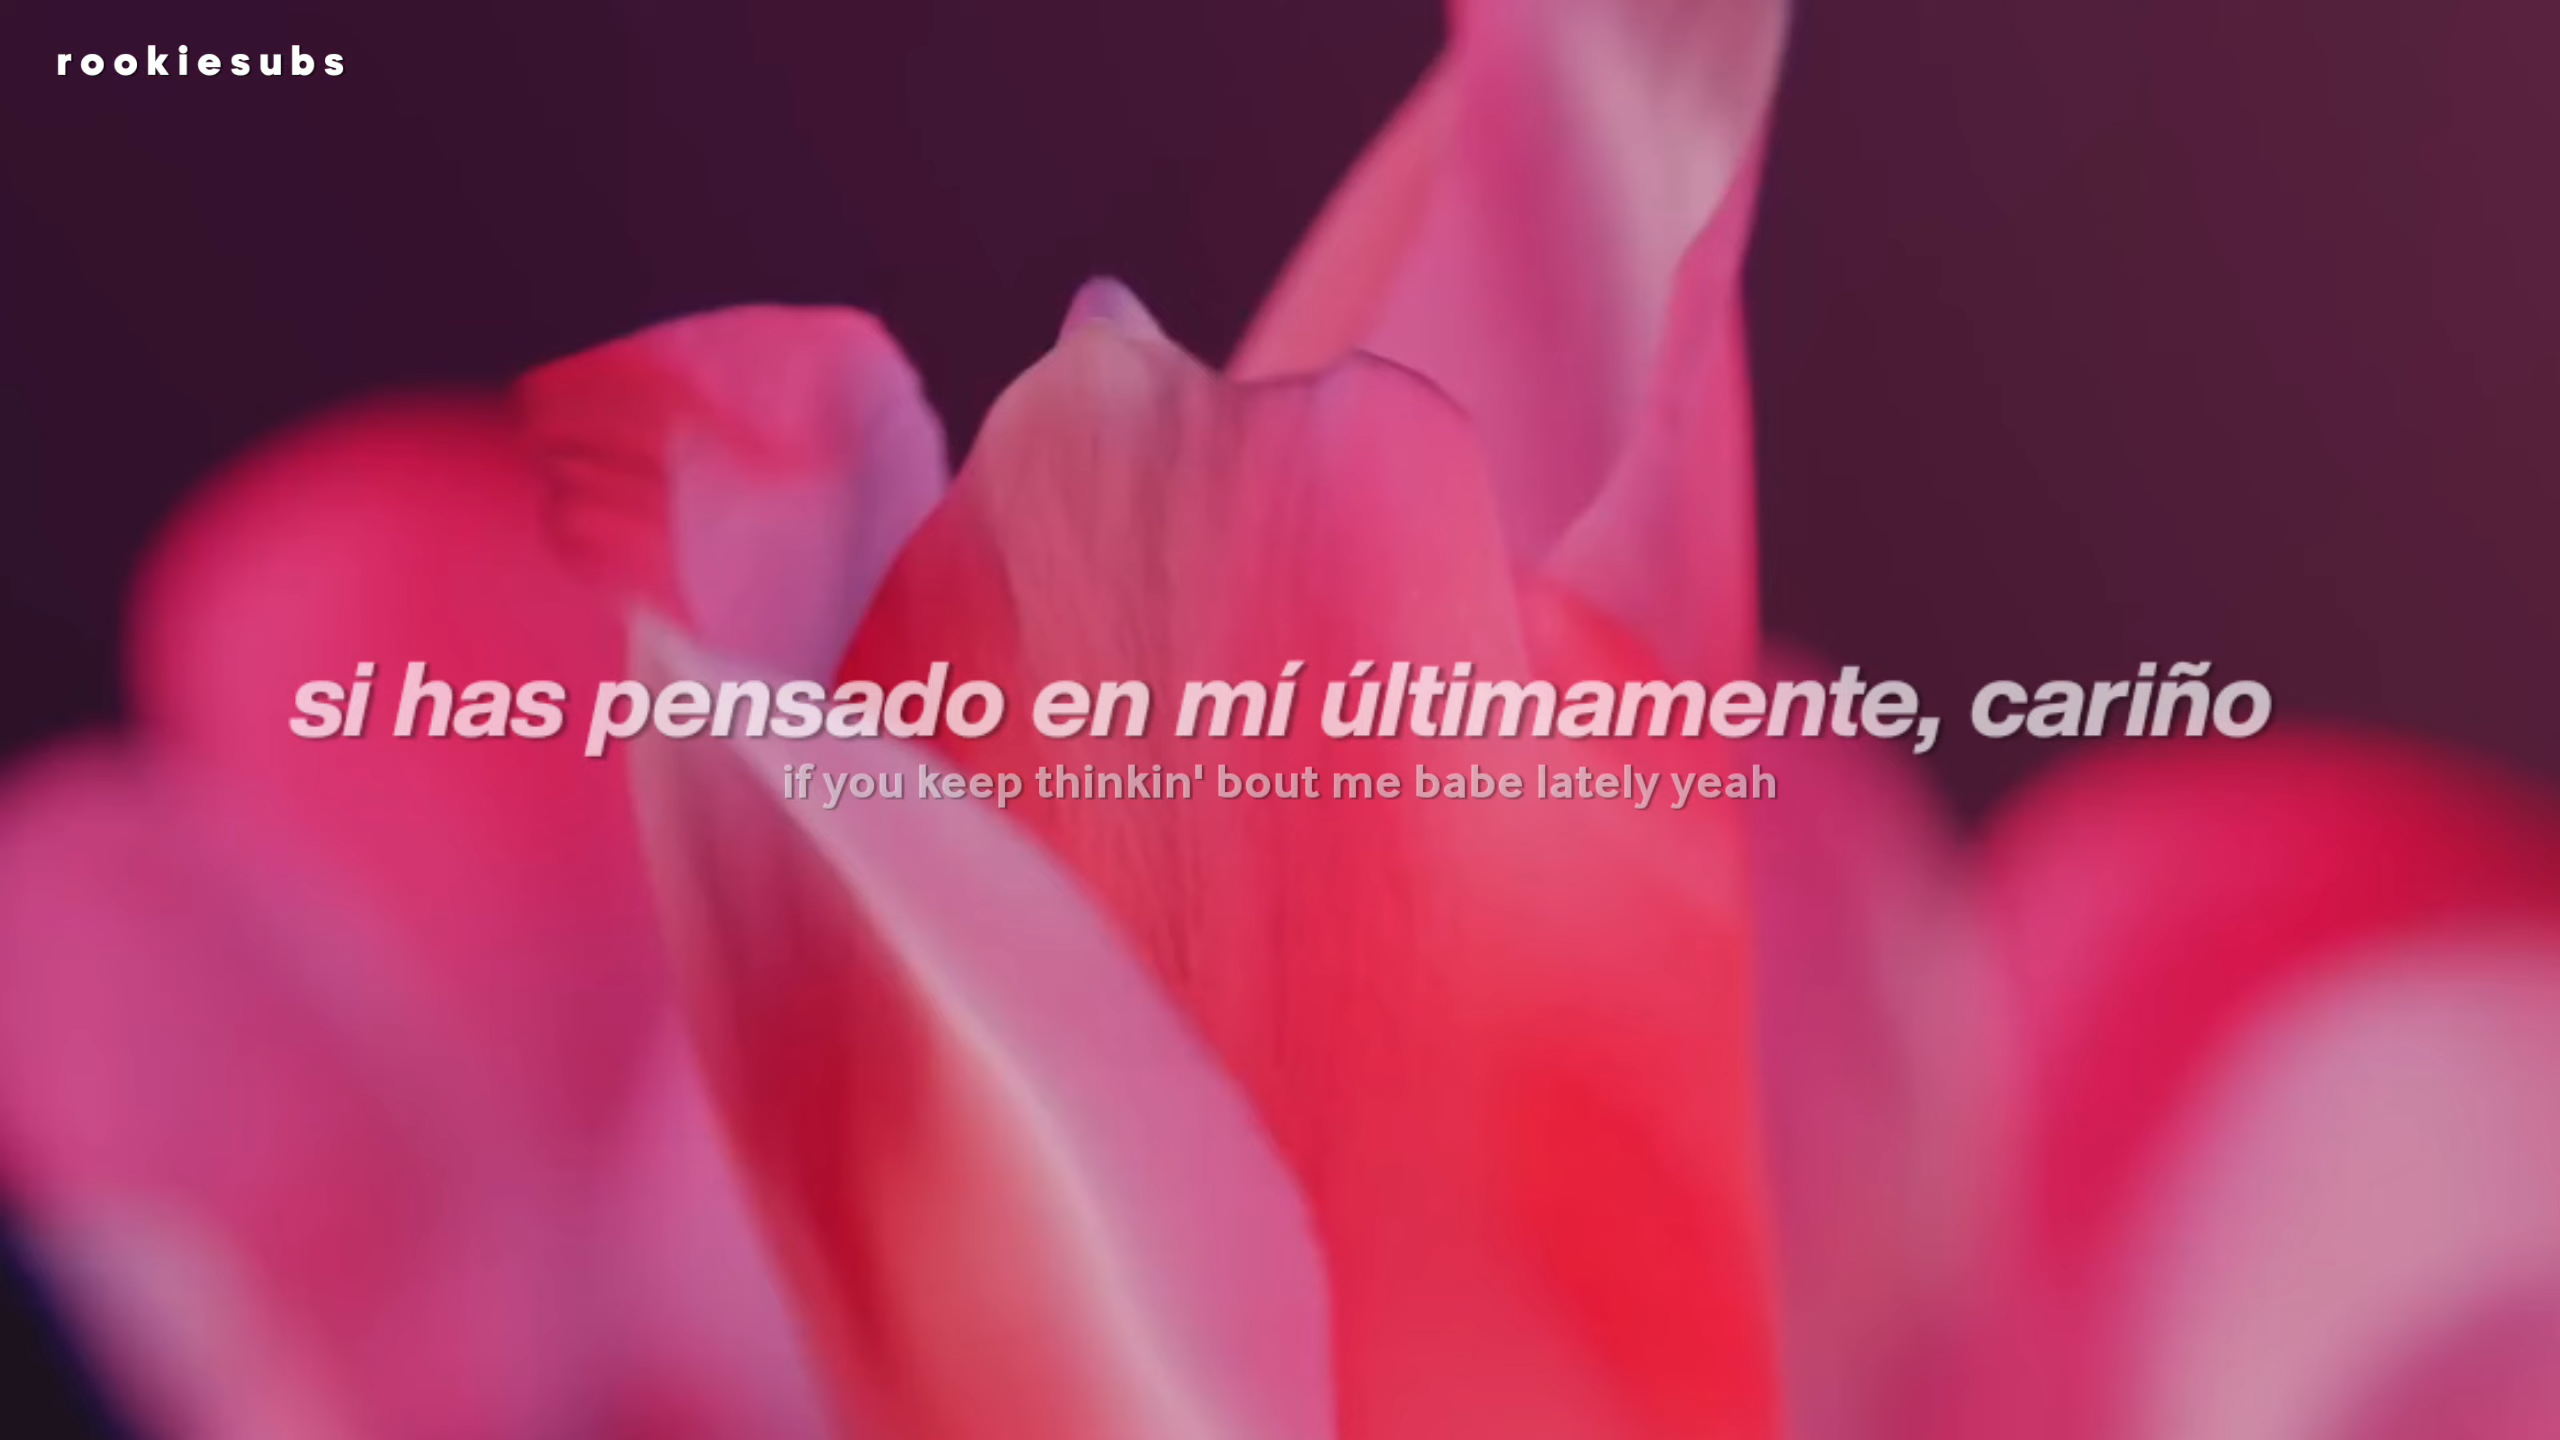 rookiesubs
si has pensado en mí últimamente, cariño
if you keep thinkin' bout me babe lately yeah